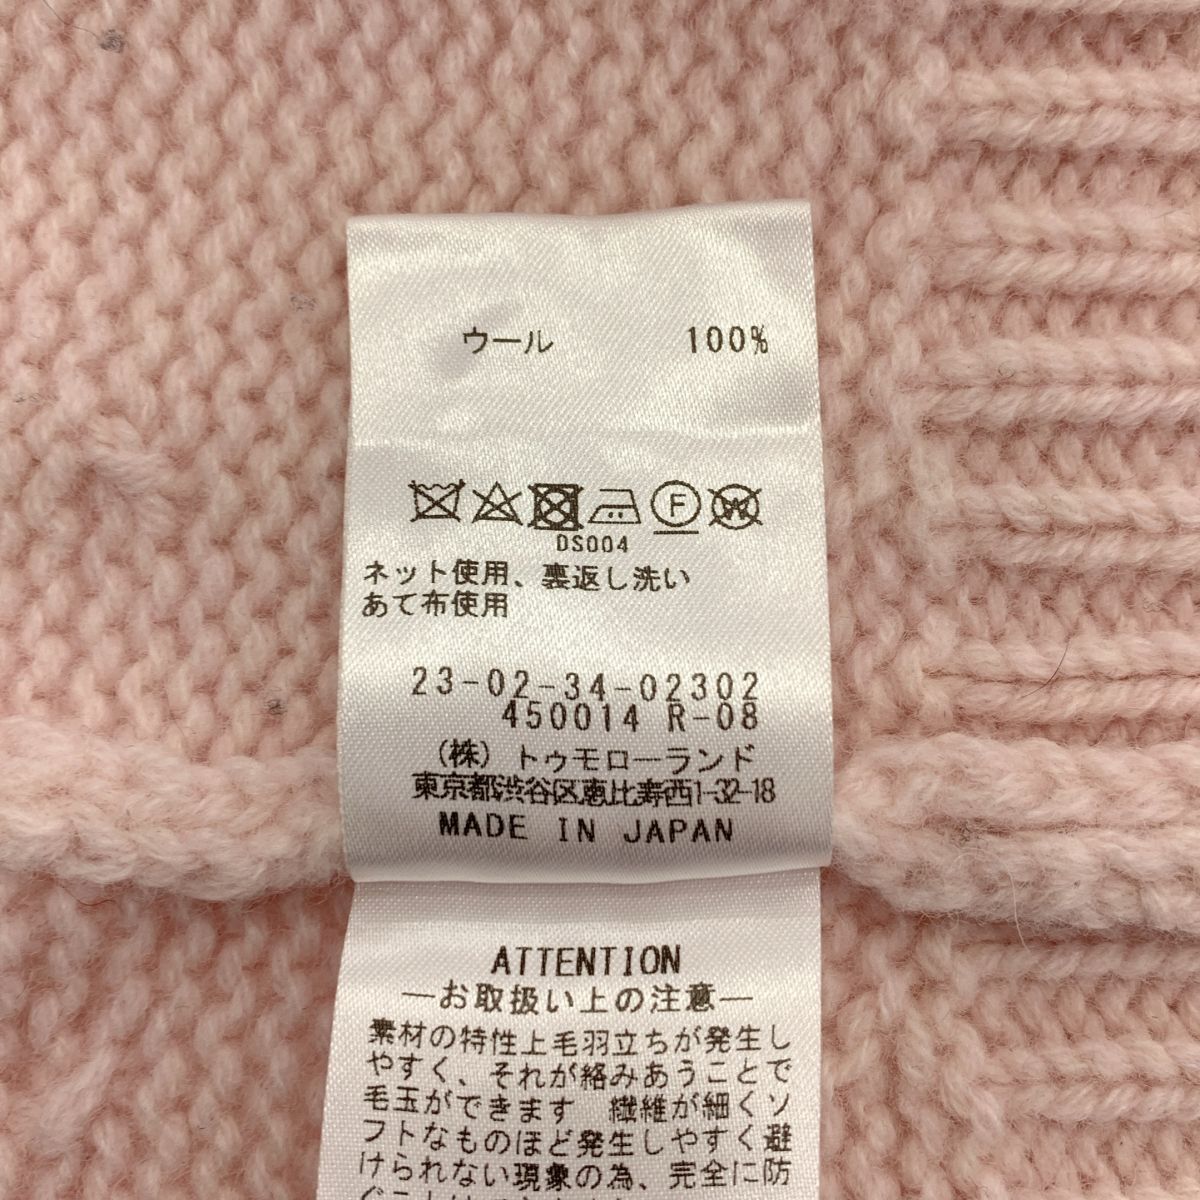 ウール 100%
F W
DS004
ネット使用、裏返し洗い
あて布使用
23-02-34-02302
450014 R-08
(株)トゥモローランド
東京都渋谷区恵比寿西1-32-18
MADE IN JAPAN
ATTENTION
―お取扱い上の注意―
素材の特性上毛羽立ちが発生し
やすく、それが絡みあうことで
毛玉ができます 繊維が細くソ
フトなものほど発生しやすく避
けられない現象の為、完全に防